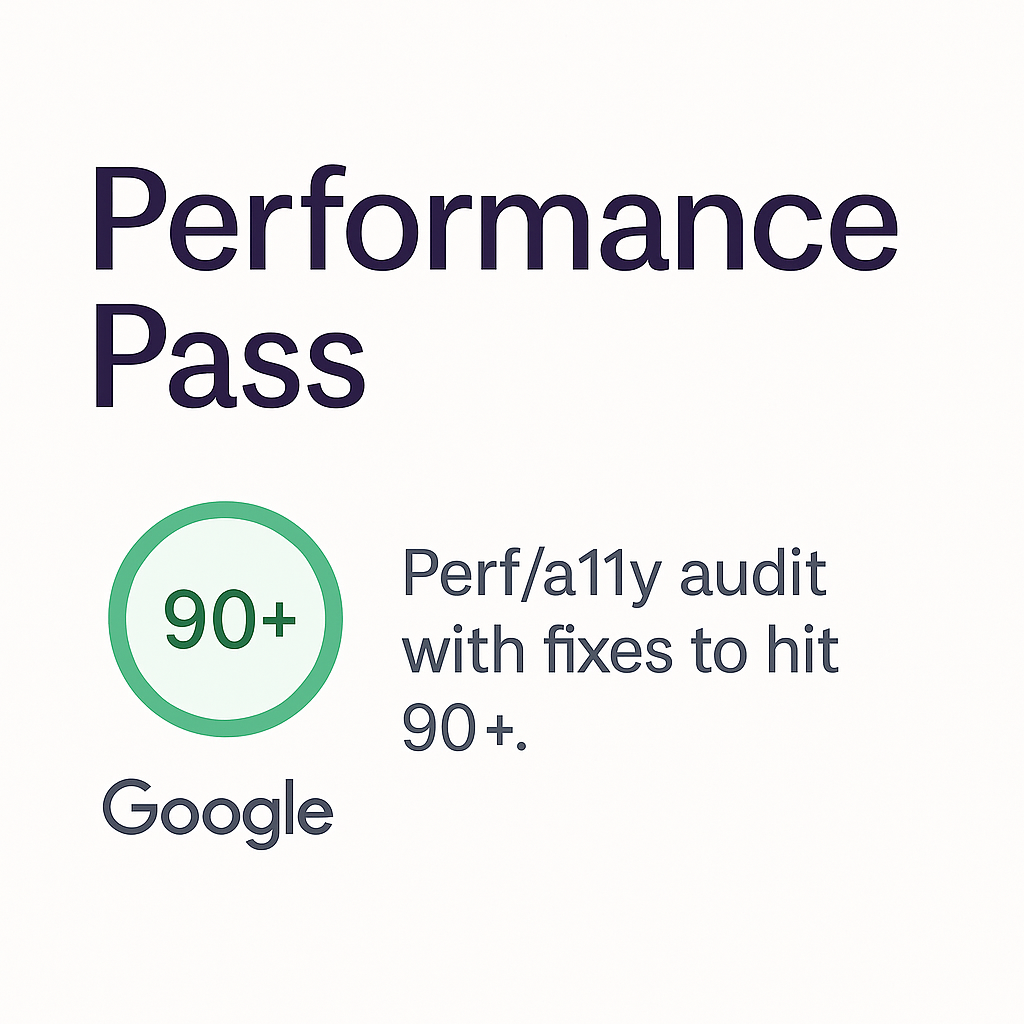 Performance
Pass
90+
Google
Perf/a11y audit
with fixes to hit
90+.